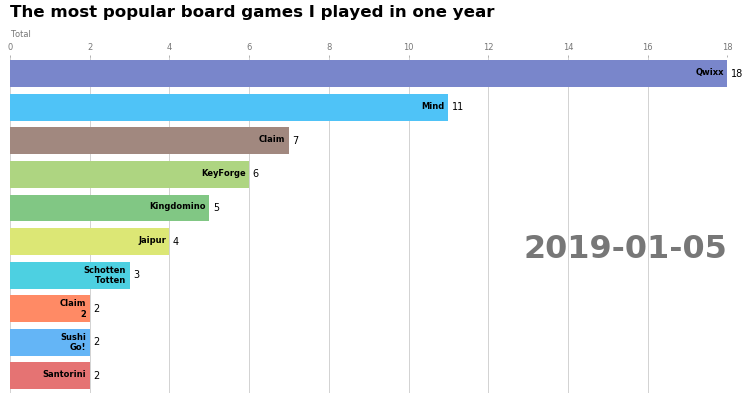 The most popular board games I played in one year
Total
0 2 4 6 8 10 12 14 16 18
Qwixx 18
Mind 11
Claim 7
KeyForge 6
Kingdomino 5
Jaipur 4
2019-01-05
Schotten
Totten 3
Claim
2 2
Sushi
Go! 2
Santorini 2